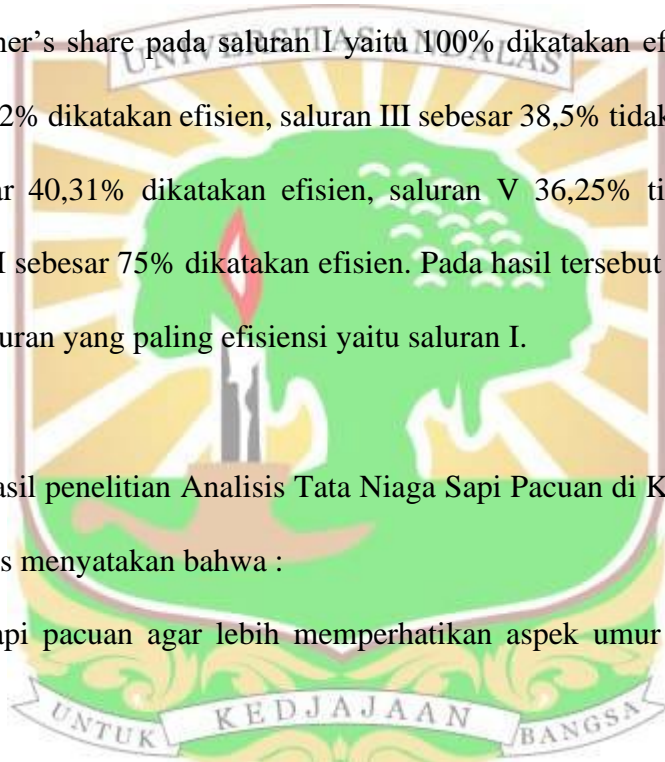 ner’s share pada saluran I yaitu 100% dikatakan ef
UNIVERSITAS ANDALAS
2% dikatakan efisien, saluran III sebesar 38,5% tidak
ar 40,31% dikatakan efisien, saluran V 36,25% ti
I sebesar 75% dikatakan efisien. Pada hasil tersebut
uran yang paling efisiensi yaitu saluran I.
asil penelitian Analisis Tata Niaga Sapi Pacuan di K
s menyatakan bahwa :
api pacuan agar lebih memperhatikan aspek umur
UNTUK KEDJAJAAN BANGSA